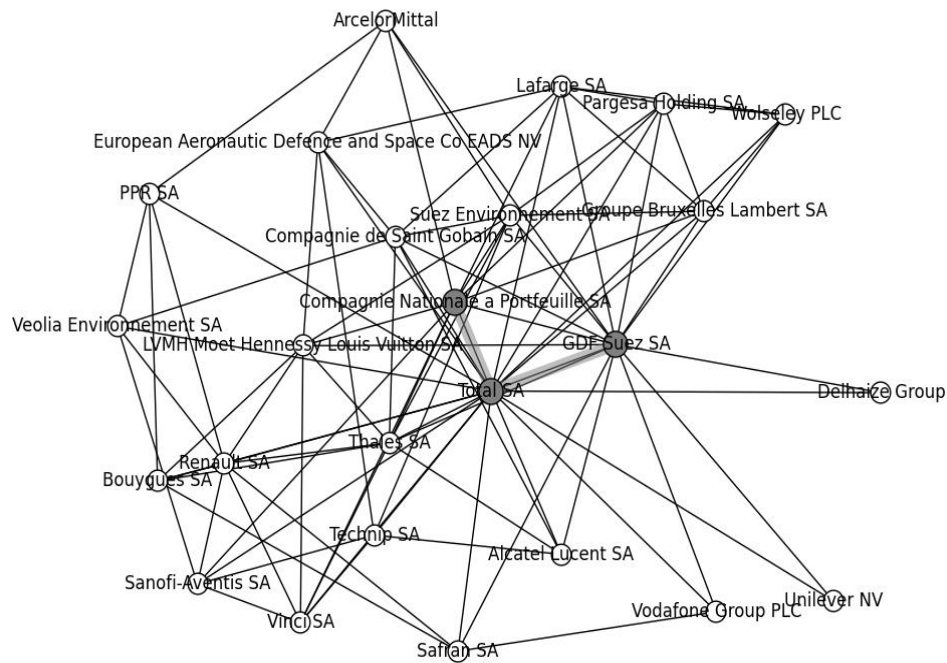 ArcelorMittal
Lafarge SA
Pargesa Holding SA
Wolseley PLC
European Aeronautic Defence and Space Co EADS NV
PPR SA
Suez Environnement SA
Groupe Bruxelles Lambert SA
Compagnie de Saint Gobain SA
Compagnie Nationale a Portfeuille SA
Veolia Environnement SA
LVMH Moet Hennessy Louis Vuitton SA
GDF Suez SA
Total SA
Delhaize Group
Thales SA
Renault SA
Bouygues SA
Technip SA
Alcatel Lucent SA
Sanofi-Aventis SA
Vinci SA
Vodafone Group PLC
Unilever NV
Safran SA